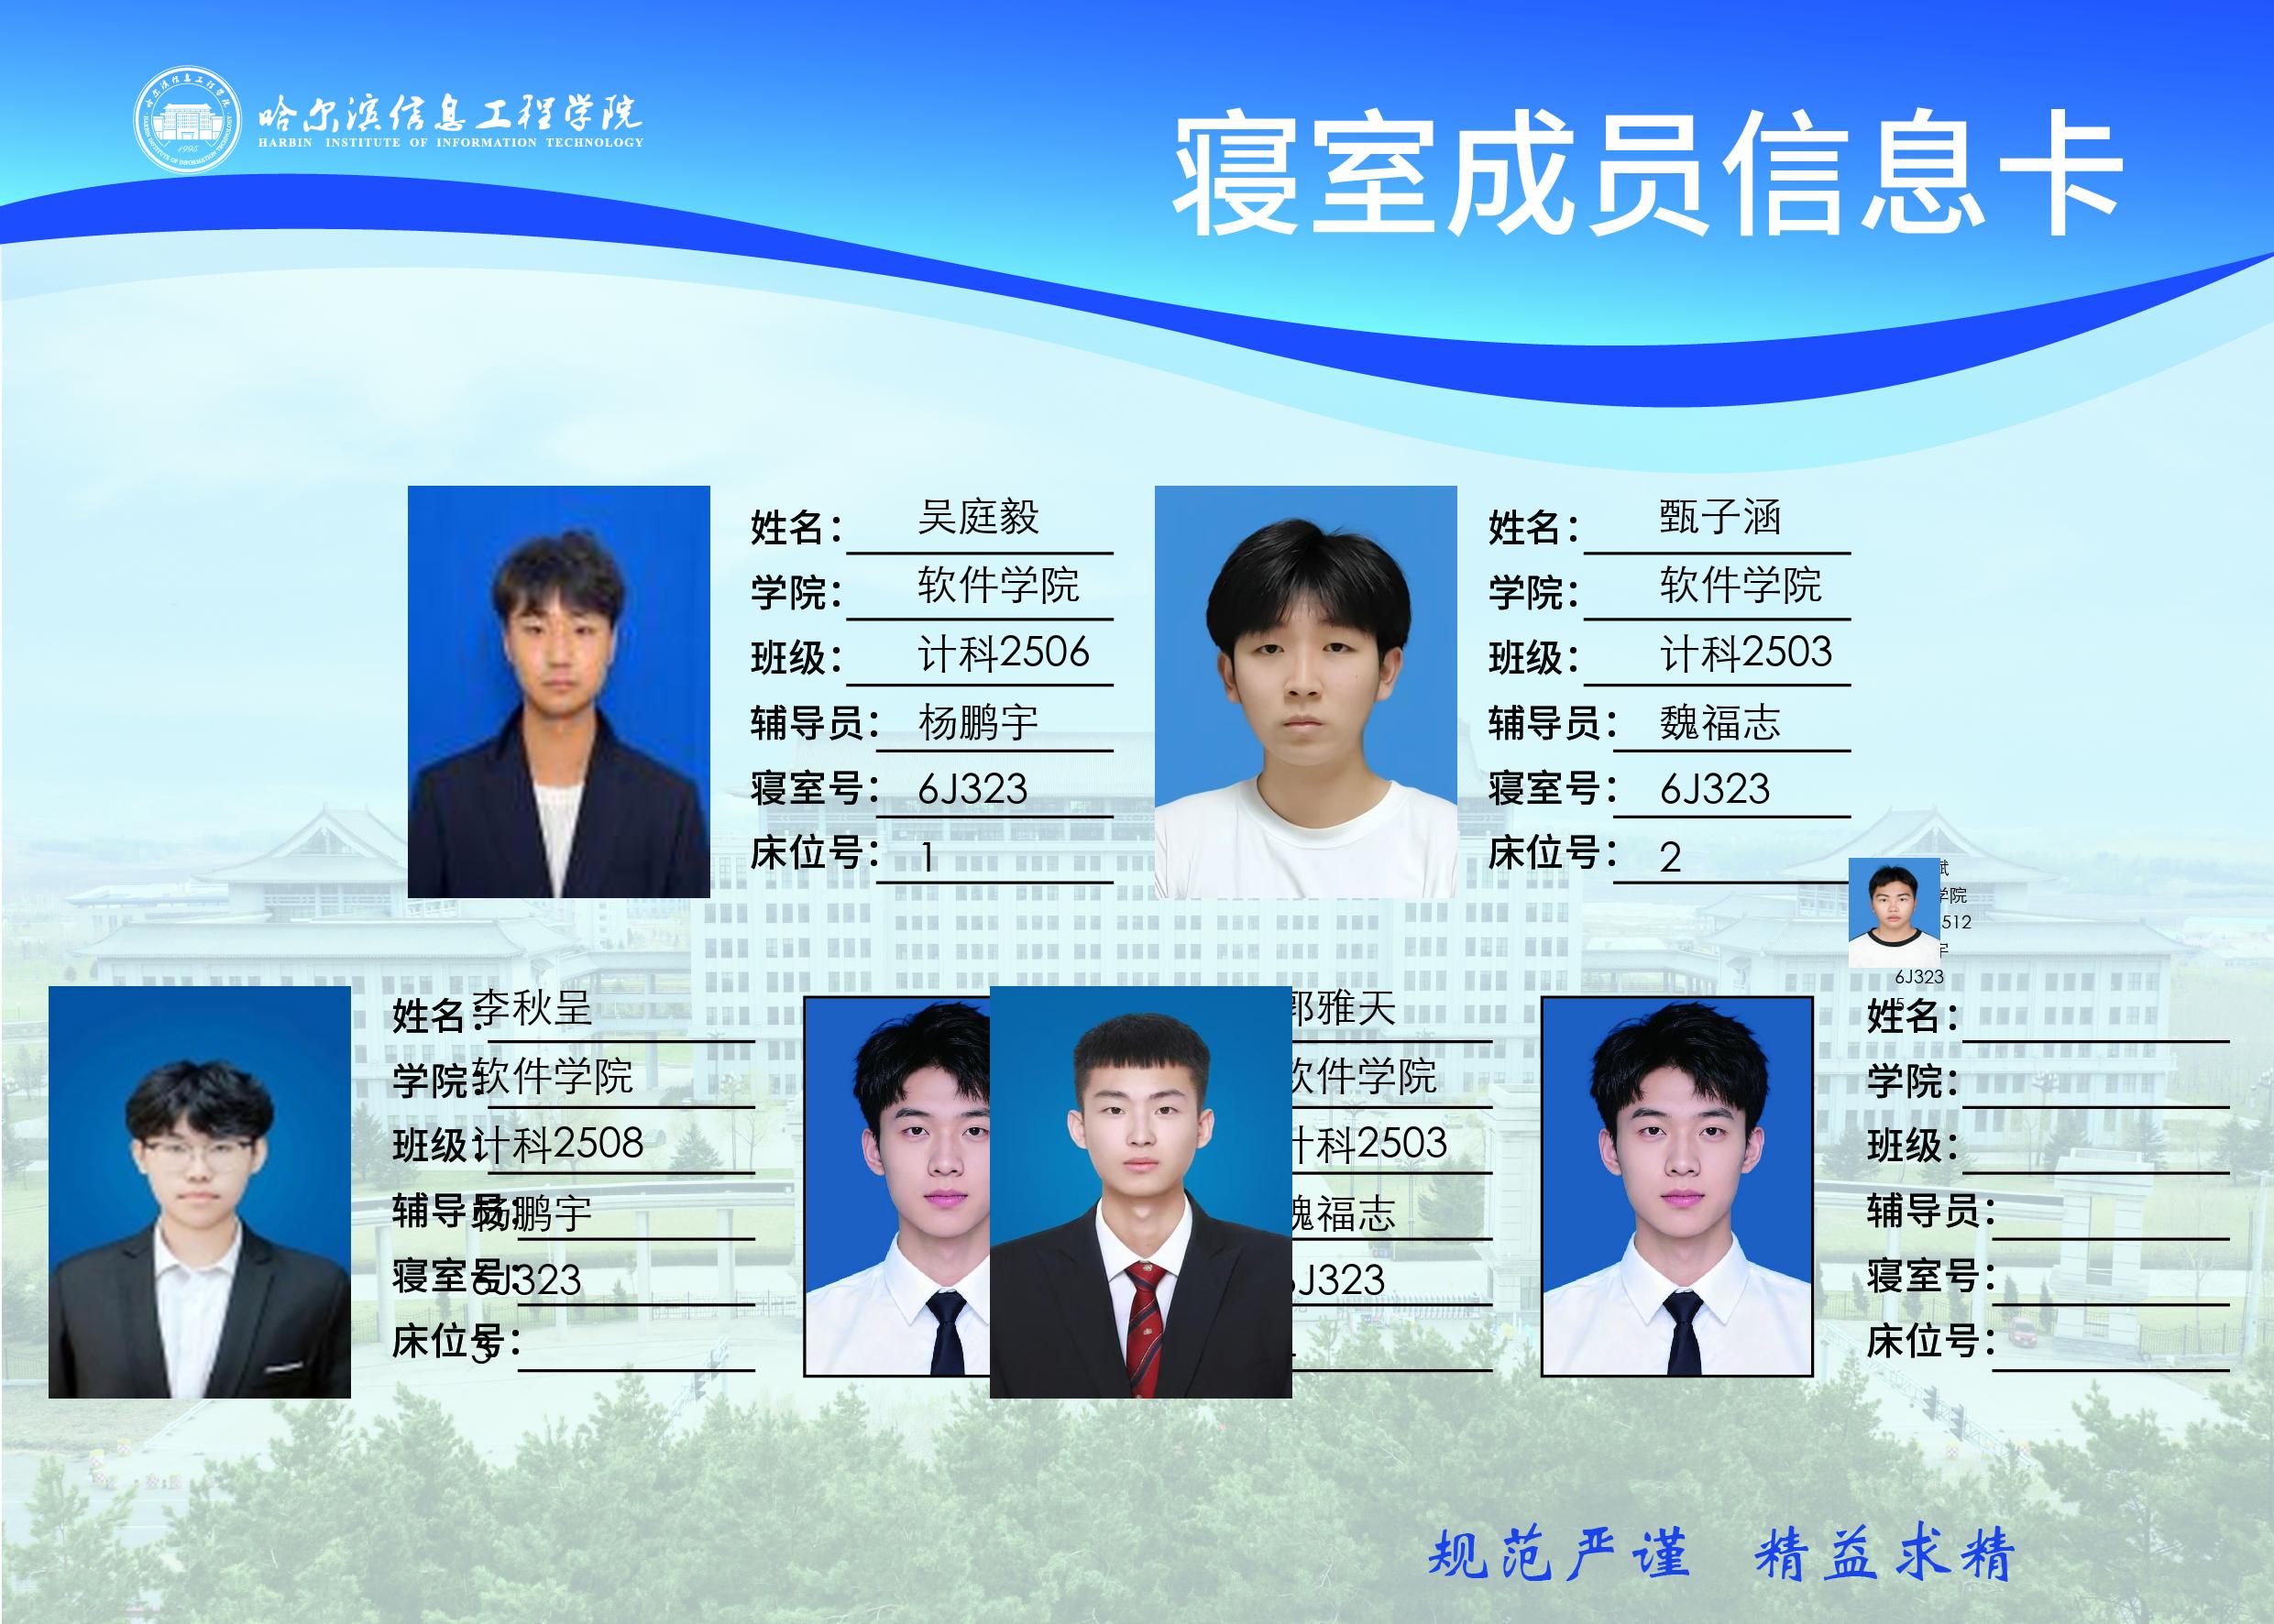 哈尔滨信息工程学院
HARBIN INSTITUTE OF INFORMATION TECHNOLOGY
1995
寝室成员信息卡
姓名： 吴庭毅
学院： 软件学院
班级： 计科2506
辅导员： 杨鹏宇
寝室号： 6J323
床位号： 1
姓名： 甄子涵
学院： 软件学院
班级： 计科2503
辅导员： 魏福志
寝室号： 6J323
床位号： 2
学院
512
6J323
姓名：李秋呈
学院：软件学院
班级：计科2508
辅导员：杨鹏宇
寝室号：6J323
床位号：3
郭雅天
软件学院
计科2503
魏福志
6J323
姓名：
学院：
班级：
辅导员：
寝室号：
床位号：
规范严谨 精益求精